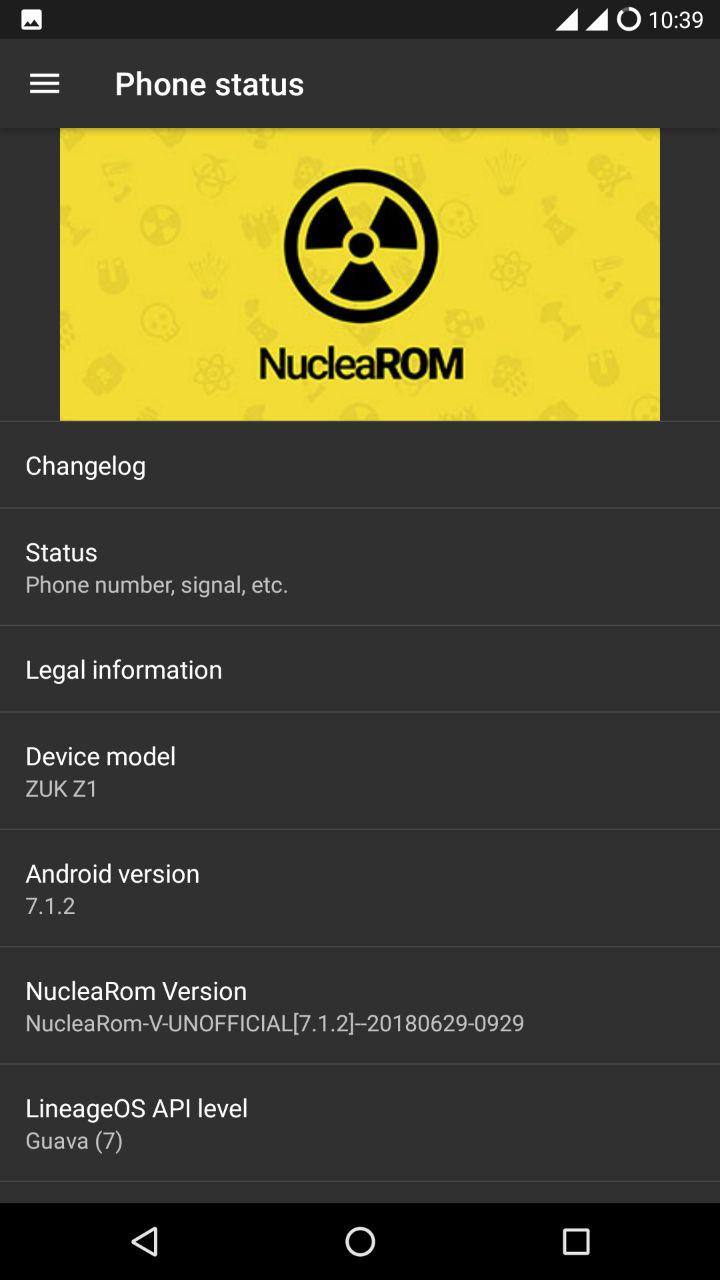 10:39
Phone status
NucleaROM
Changelog
Status
Phone number, signal, etc.
Legal information
Device model
ZUK Z1
Android version
7.1.2
NucleaRom Version
NucleaRom-V-UNOFFICIAL[7.1.2]--20180629-0929
LineageOS API level
Guava (7)